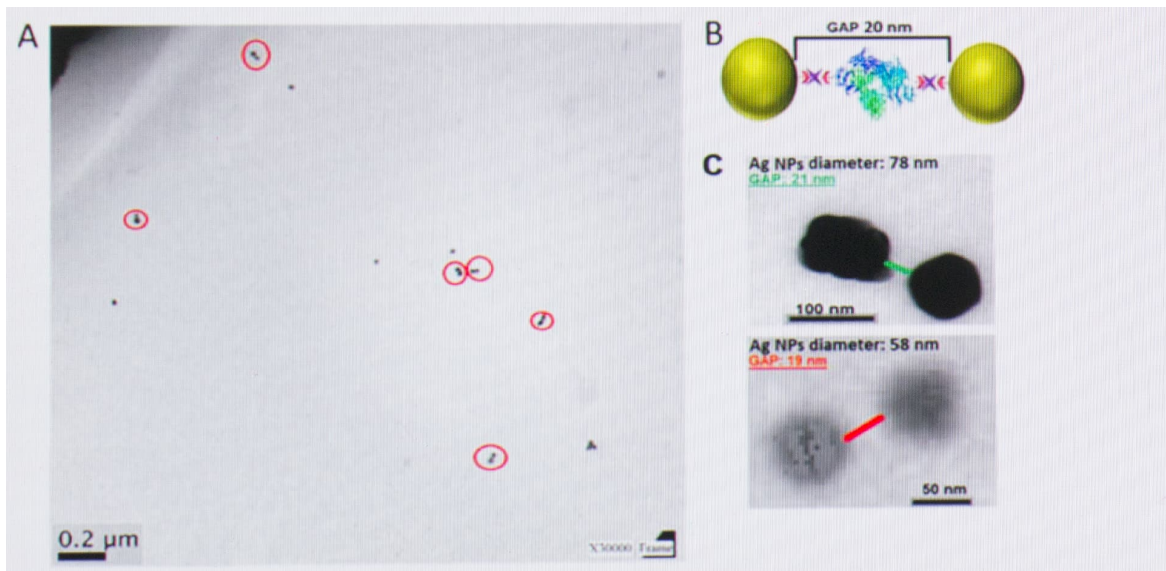 A
0.2 µm
X30000 Frame
B
GAP 20 nm
C
Ag NPs diameter: 78 nm
GAP: 21 nm
100 nm
Ag NPs diameter: 58 nm
GAP: 19 nm
50 nm